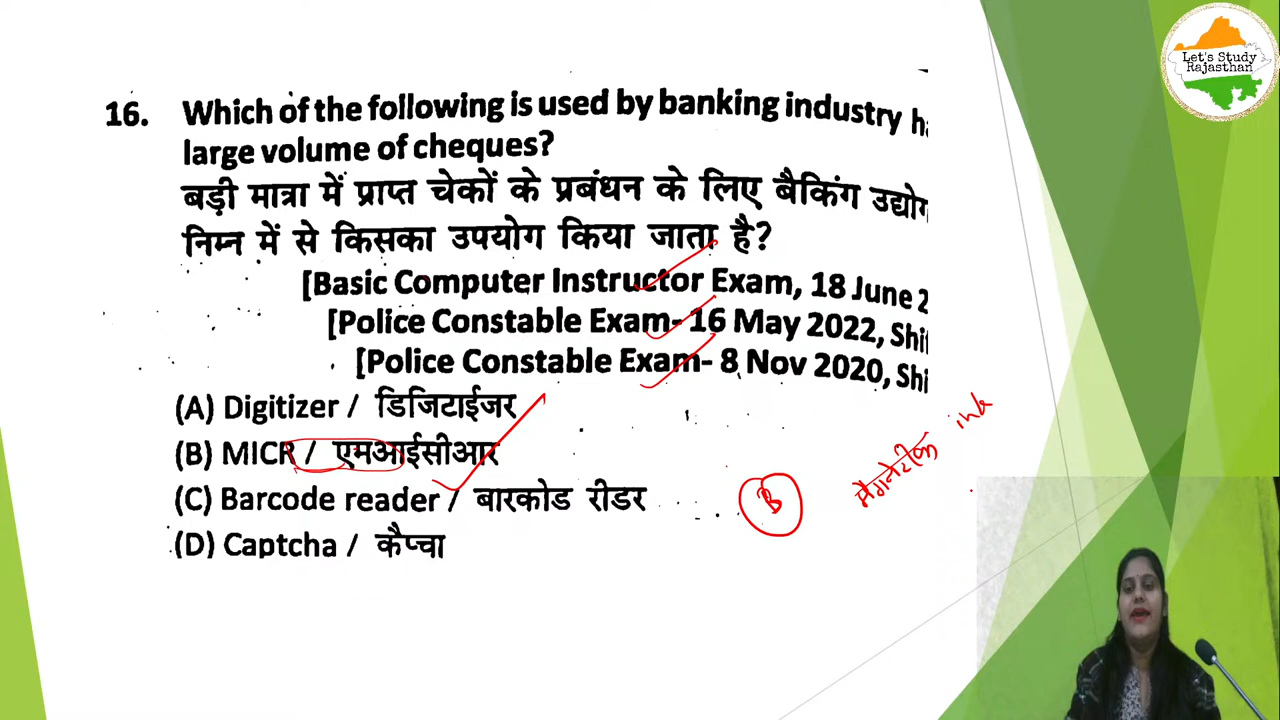 Let's Study
Rajasthan
16. Which of the following is used by banking industry
large volume of cheques?
बड़ी मात्रा में प्राप्त चेकों के प्रबंधन के लिए बैकिंग उद्योग
निम्न में से किसका उपयोग किया जाता है?
[Basic Computer Instructor Exam, 18 June
[Police Constable Exam- 16 May 2022,
[Police Constable Exam- 8 Nov 2020,
(A) Digitizer / डिजिटाईजर
(B) MICR / एमआईसीआर
(C) Barcode reader / बारकोड रीडर
(D) Captcha / कैप्चा
B
मैगनेटीक ink